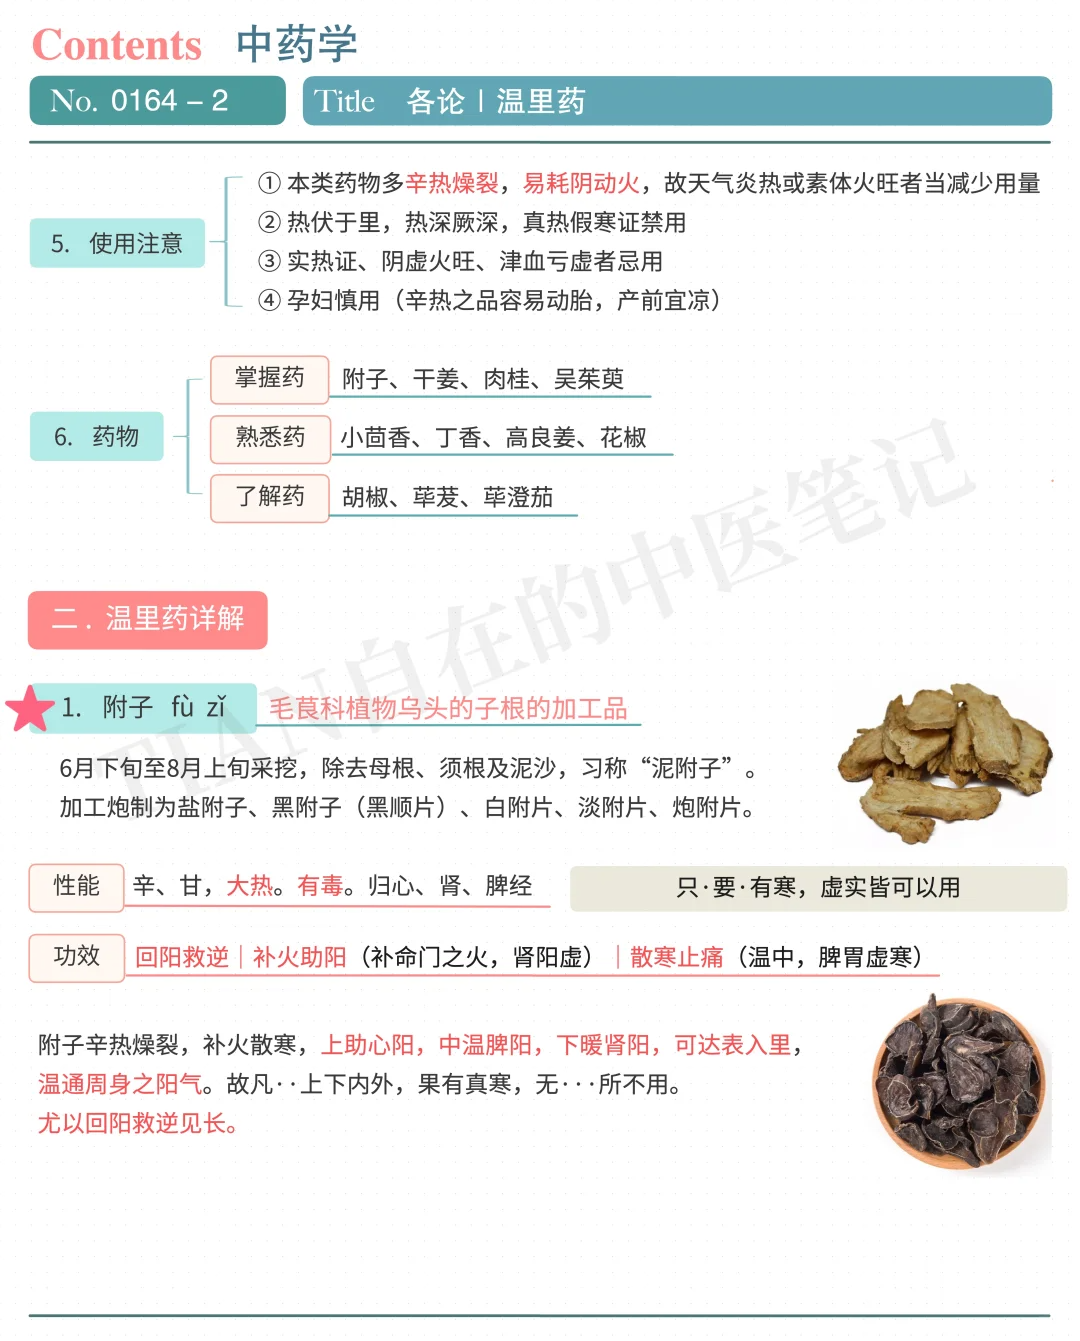 Contents 中药学
No. 0164 – 2
Title 各论 | 温里药
5. 使用注意
① 本类药物多辛热燥裂，易耗阴动火，故天气炎热或素体火旺者当减少用量
② 热伏于里，热深厥深，真热假寒证禁用
③ 实热证、阴虚火旺、津血亏虚者忌用
④ 孕妇慎用（辛热之品容易动胎，产前宜凉）
6. 药物
掌握药 附子、干姜、肉桂、吴茱萸
熟悉药 小茴香、丁香、高良姜、花椒
了解药 胡椒、荜茇、荜澄茄
TIAN自在的中医笔记
二 . 温里药详解
1. 附子 fù zǐ 毛茛科植物乌头的子根的加工品
6月下旬至8月上旬采挖，除去母根、须根及泥沙，习称“泥附子”。
加工炮制为盐附子、黑附子（黑顺片）、白附片、淡附片、炮附片。
性能 辛、甘，大热。有毒。归心、肾、脾经
只·要·有寒，虚实皆可以用
功效 回阳救逆｜补火助阳（补命门之火，肾阳虚）｜散寒止痛（温中，脾胃虚寒）
附子辛热燥裂，补火散寒，上助心阳，中温脾阳，下暖肾阳，可达表入里，
温通周身之阳气。故凡··上下内外，果有真寒，无···所不用。
尤以回阳救逆见长。